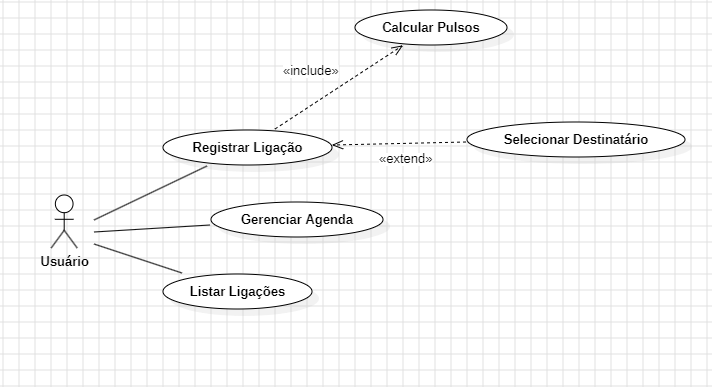 Calcular Pulsos
«include»
Registrar Ligação
Selecionar Destinatário
«extend»
Gerenciar Agenda
Usuário
Listar Ligações